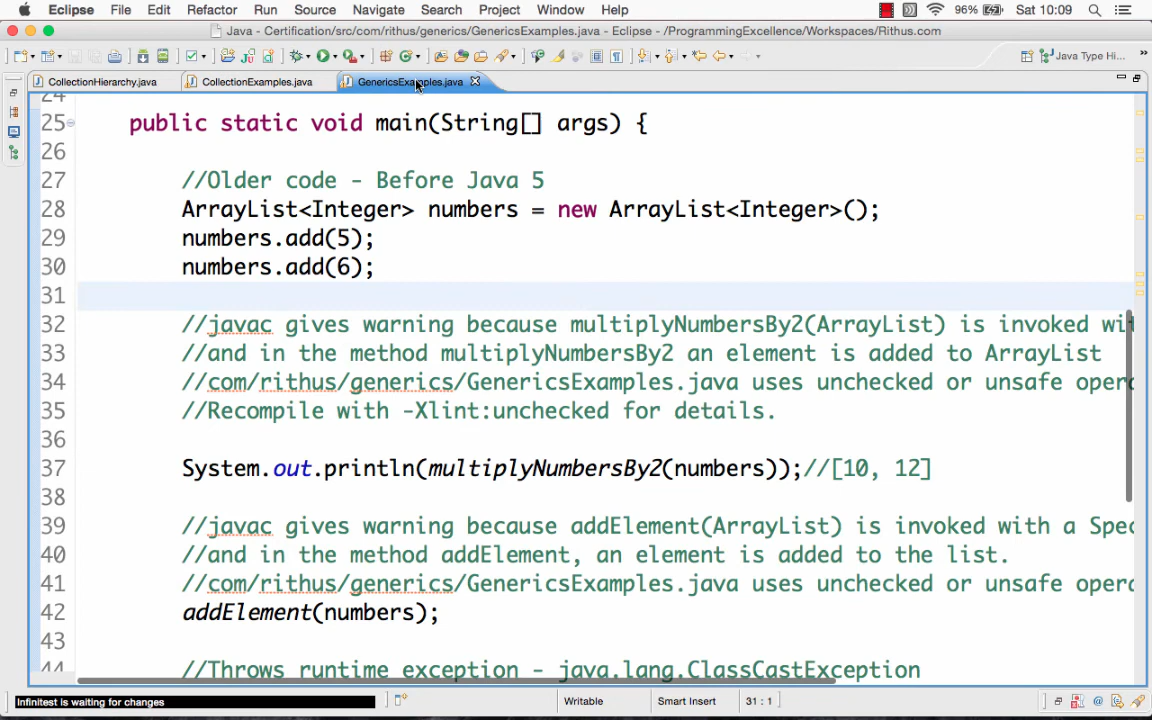 Eclipse File Edit Refactor Run Source Navigate Search Project Window Help 96% Sat 10:09
Java - Certification/src/com/rithus/generics/GenericsExamples.java - Eclipse - /ProgrammingExcellence/Workspaces/Rithus.com
Java Type Hi...
CollectionHierarchy.java CollectionExamples.java GenericsExamples.java
24
25 public static void main(String[] args) {
26
27 //Older code - Before Java 5
28 ArrayList<Integer> numbers = new ArrayList<Integer>();
29 numbers.add(5);
30 numbers.add(6);
31
32 //javac gives warning because multiplyNumbersBy2(ArrayList) is invoked wit
33 //and in the method multiplyNumbersBy2 an element is added to ArrayList
34 //com/rithus/generics/GenericsExamples.java uses unchecked or unsafe opera
35 //Recompile with -Xlint:unchecked for details.
36
37 System.out.println(multiplyNumbersBy2(numbers));//[10, 12]
38
39 //javac gives warning because addElement(ArrayList) is invoked with a Spec
40 //and in the method addElement, an element is added to the list.
41 //com/rithus/generics/GenericsExamples.java uses unchecked or unsafe opera
42 addElement(numbers);
43
44 //Throws runtime exception - java.lang.ClassCastException
Infinitest is waiting for changes Writable Smart Insert 31 : 1